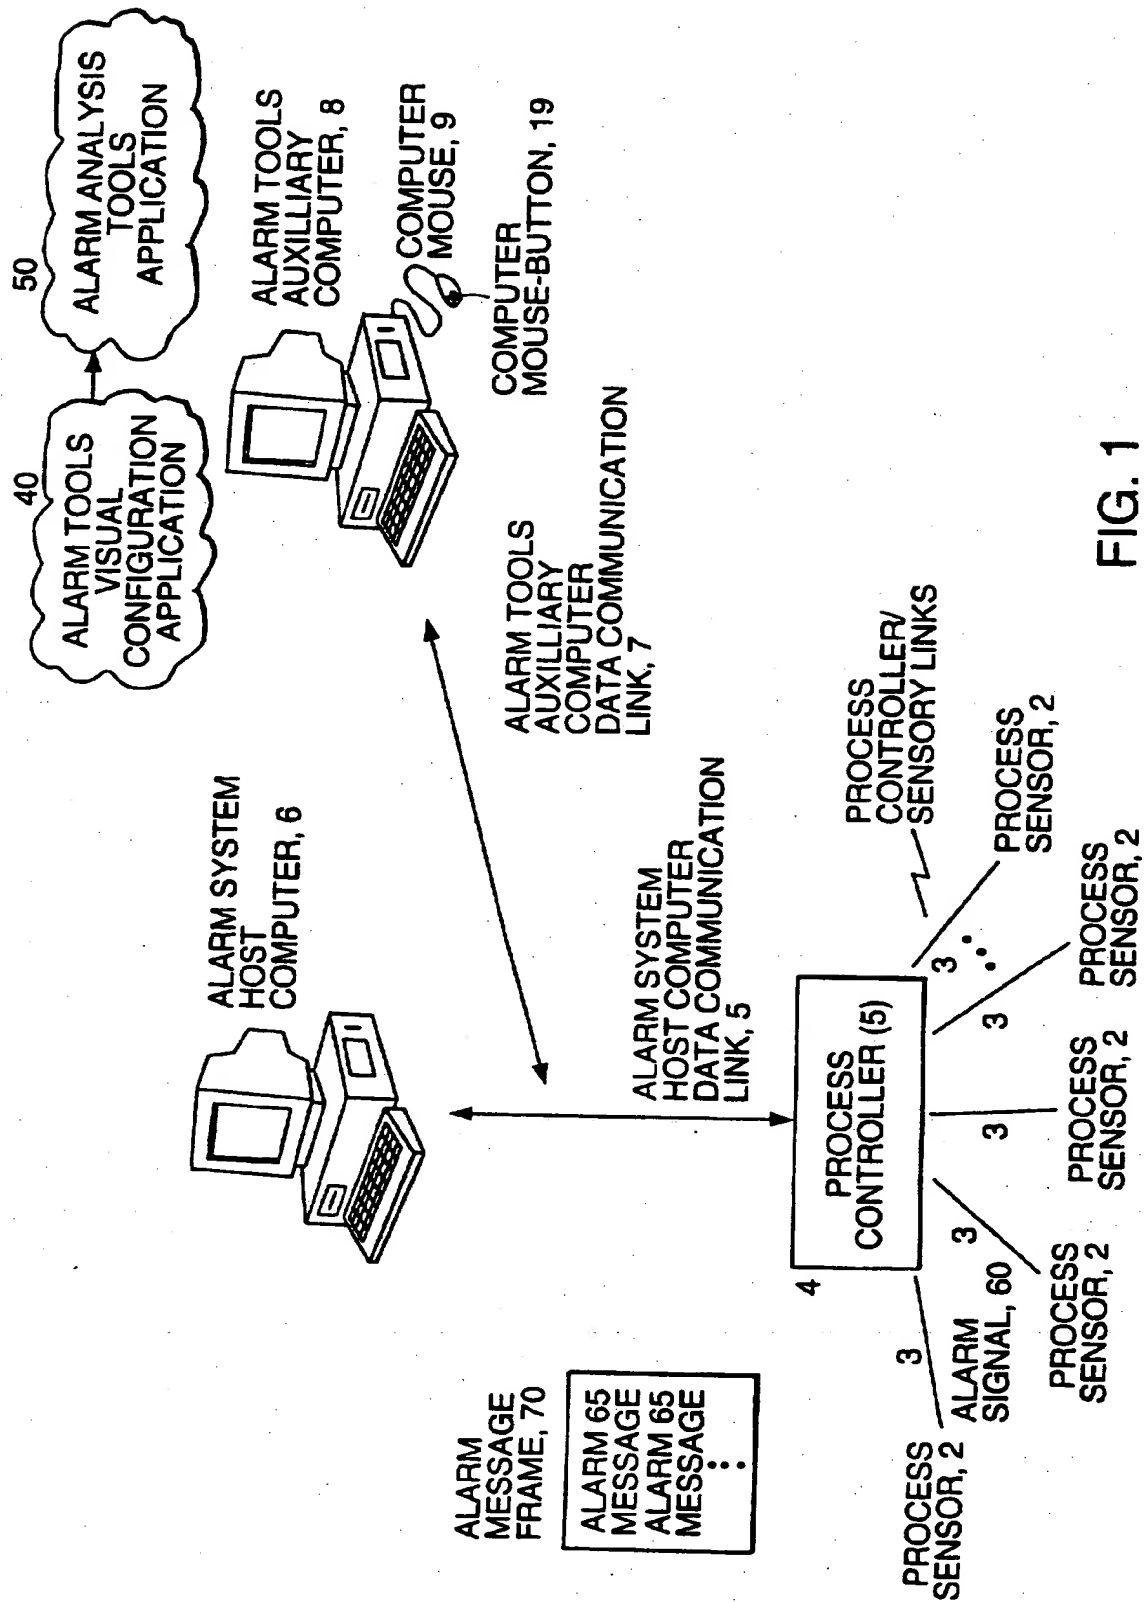 40
ALARM TOOLS
VISUAL
CONFIGURATION
APPLICATION
50
ALARM ANALYSIS
TOOLS
APPLICATION
ALARM SYSTEM
HOST
COMPUTER, 6
ALARM TOOLS
AUXILLIARY
COMPUTER, 8
COMPUTER
MOUSE, 9
COMPUTER
MOUSE-BUTTON, 19
ALARM TOOLS
AUXILLIARY
COMPUTER
DATA COMMUNICATION
LINK, 7
ALARM
MESSAGE
FRAME, 70
ALARM 65
MESSAGE
ALARM 65
MESSAGE
ALARM SYSTEM
HOST COMPUTER
DATA COMMUNICATION
LINK, 5
4
PROCESS
CONTROLLER (5)
PROCESS
CONTROLLER/
SENSORY LINKS
3
3
3
3
3
ALARM
SIGNAL, 60
PROCESS
SENSOR, 2
PROCESS
SENSOR, 2
PROCESS
SENSOR, 2
PROCESS
SENSOR, 2
PROCESS
SENSOR, 2
FIG. 1